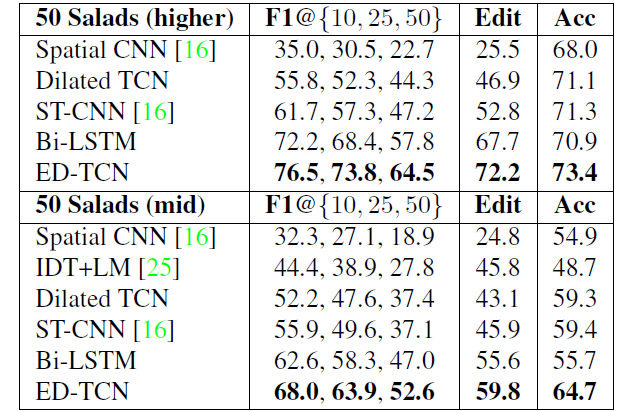 50 Salads (higher) F1@{10, 25, 50} Edit Acc
Spatial CNN [16] 35.0, 30.5, 22.7 25.5 68.0
Dilated TCN 55.8, 52.3, 44.3 46.9 71.1
ST-CNN [16] 61.7, 57.3, 47.2 52.8 71.3
Bi-LSTM 72.2, 68.4, 57.8 67.7 70.9
ED-TCN 76.5, 73.8, 64.5 72.2 73.4
50 Salads (mid) F1@{10, 25, 50} Edit Acc
Spatial CNN [16] 32.3, 27.1, 18.9 24.8 54.9
IDT+LM [25] 44.4, 38.9, 27.8 45.8 48.7
Dilated TCN 52.2, 47.6, 37.4 43.1 59.3
ST-CNN [16] 55.9, 49.6, 37.1 45.9 59.4
Bi-LSTM 62.6, 58.3, 47.0 55.6 55.7
ED-TCN 68.0, 63.9, 52.6 59.8 64.7